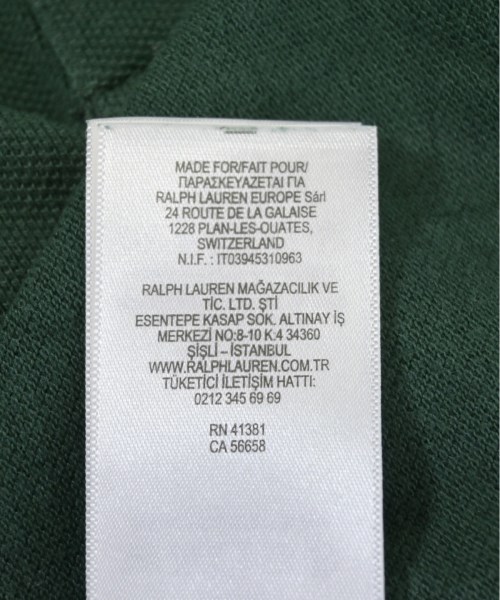 MADE FOR/FAIT POUR/
ΠΑΡΑΣΚΕΥΑΖΕΤΑΙ ΓΙΑ
RALPH LAUREN EUROPE Sárl
24 ROUTE DE LA GALAISE
1228 PLAN-LES-OUATES,
SWITZERLAND
N.I.F. : IT03945310963
RALPH LAUREN MAĞAZACILIK VE
TİC. LTD. ŞTİ
ESENTEPE KASAP SOK. ALTINAY İŞ
MERKEZİ NO:8-10 K:4 34360
ŞİŞLİ – İSTANBUL
WWW.RALPHLAUREN.COM.TR
TÜKETİCİ İLETİŞİM HATTI:
0212 345 69 69
RN 41381
CA 56658